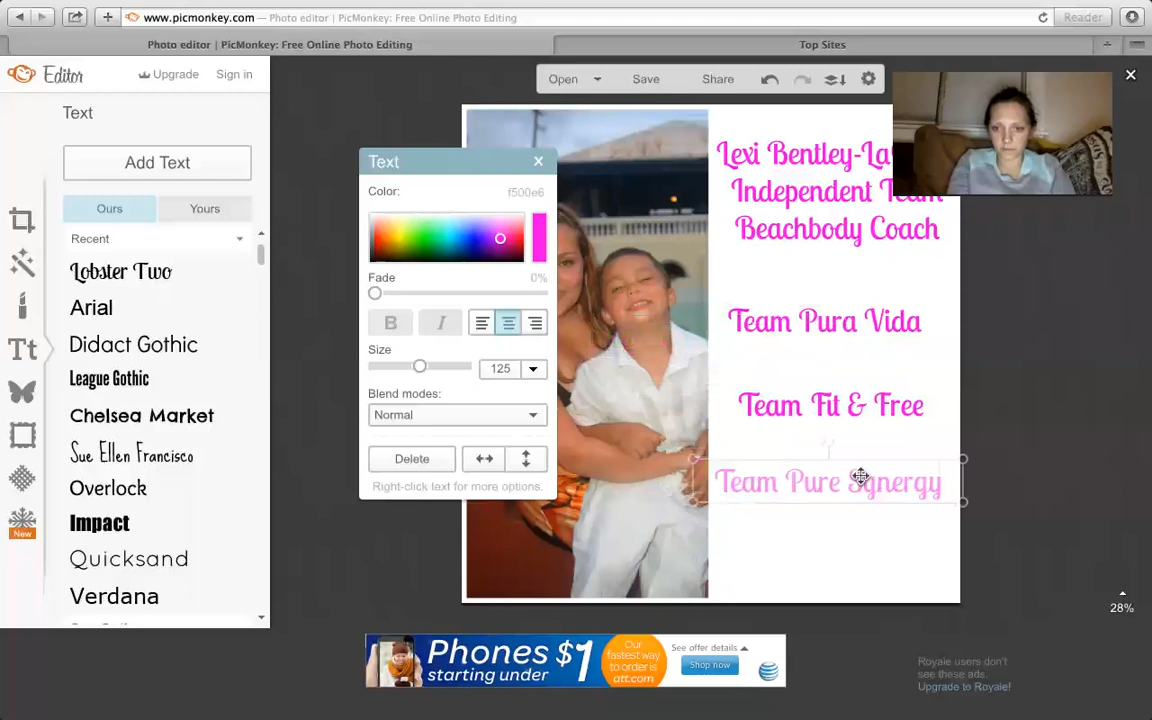 www.picmonkey.com — Photo editor | PicMonkey: Free Online Photo Editing
Reader
Photo editor | PicMonkey: Free Online Photo Editing
Top Sites
Editor
Upgrade
Sign in
Open
Save
Share
Text
Add Text
Ours
Yours
Recent
Lobster Two
Arial
Didact Gothic
League Gothic
Chelsea Market
Sue Ellen Francisco
Overlock
Impact
Quicksand
Verdana
Tt
New
Text
Color:
f500e6
Fade
0%
B
I
Size
125
Blend modes:
Normal
Delete
Right-click text for more options.
Lexi Bentley-La
Independent Team
Beachbody Coach
Team Pura Vida
Team Fit & Free
Team Pure Synergy
28%
Phones $1
starting under
Our
fastest way
to order is
att.com
See offer details
Shop now
Royale users don't
see these ads.
Upgrade to Royale!